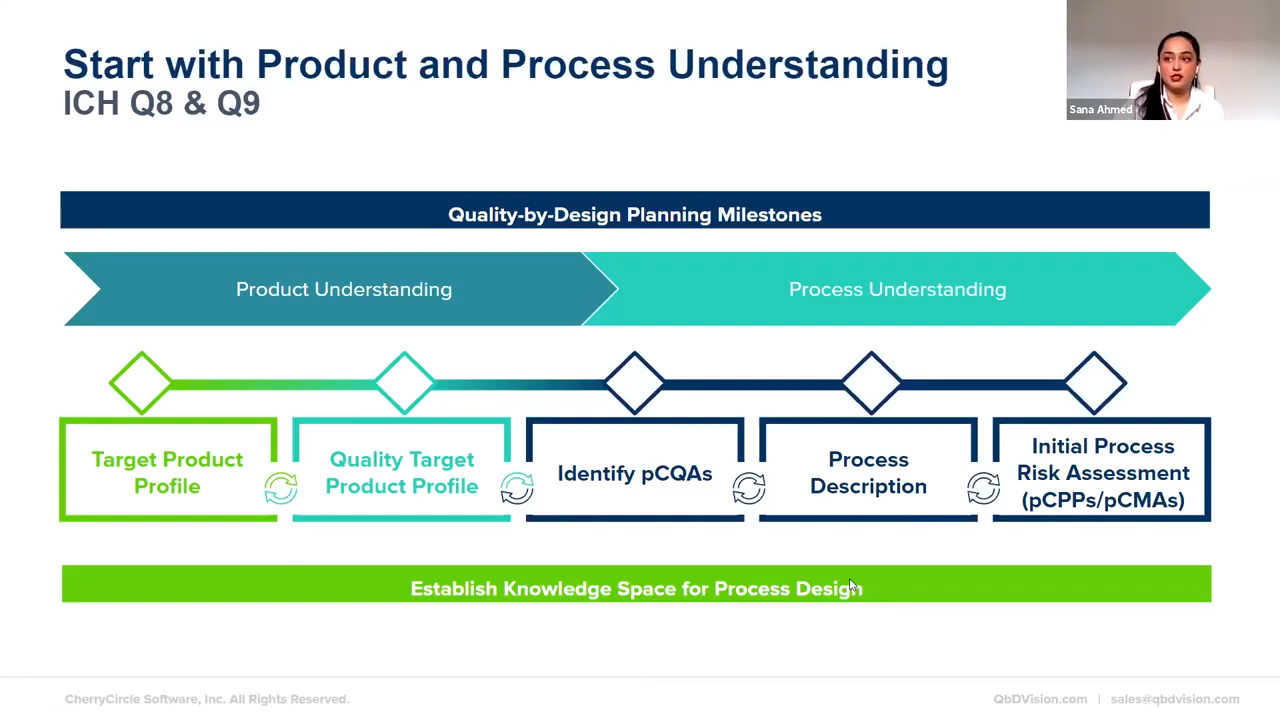 Start with Product and Process Understanding
ICH Q8 & Q9
Sana Ahmed
Quality-by-Design Planning Milestones
Product Understanding
Process Understanding
Target Product
Profile
Quality Target
Product Profile
Identify pCQAs
Process
Description
Initial Process
Risk Assessment
(pCPPs/pCMAs)
Establish Knowledge Space for Process Design
CherryCircle Software, Inc. All Rights Reserved.
QbDVision.com | sales@qbdvision.com